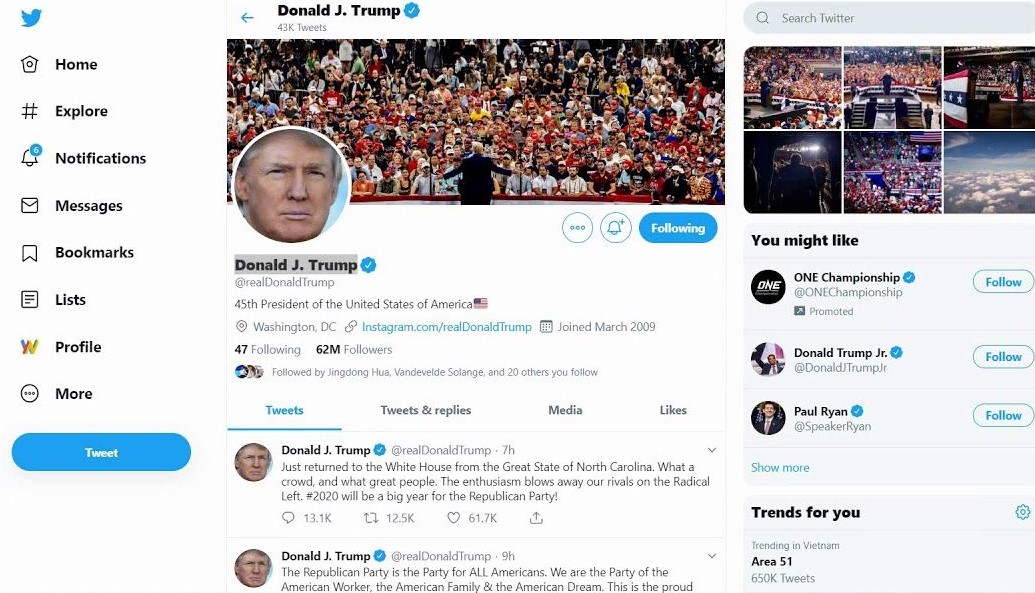 Donald J. Trump
43K Tweets
Search Twitter
Home
Explore
6
Notifications
Messages
Bookmarks
Lists
Profile
More
Tweet
Following
Donald J. Trump
@realDonaldTrump
45th President of the United States of America🇺🇸
Washington, DC Instagram.com/realDonaldTrump Joined March 2009
47 Following 62M Followers
Followed by Jingdong Hua, Vandevelde Solange, and 20 others you follow
Tweets Tweets & replies Media Likes
Donald J. Trump @realDonaldTrump · 7h
Just returned to the White House from the Great State of North Carolina. What a
crowd, and what great people. The enthusiasm blows away our rivals on the Radical
Left. #2020 will be a big year for the Republican Party!
13.1K 12.5K 61.7K
Donald J. Trump @realDonaldTrump · 9h
The Republican Party is the Party for ALL Americans. We are the Party of the
American Worker, the American Family & the American Dream. This is the proud
You might like
ONE
ONE Championship
@ONEChampionship
Promoted
Follow
Donald Trump Jr.
@DonaldJTrumpJr
Follow
Paul Ryan
@SpeakerRyan
Follow
Show more
Trends for you
Trending in Vietnam
Area 51
650K Tweets